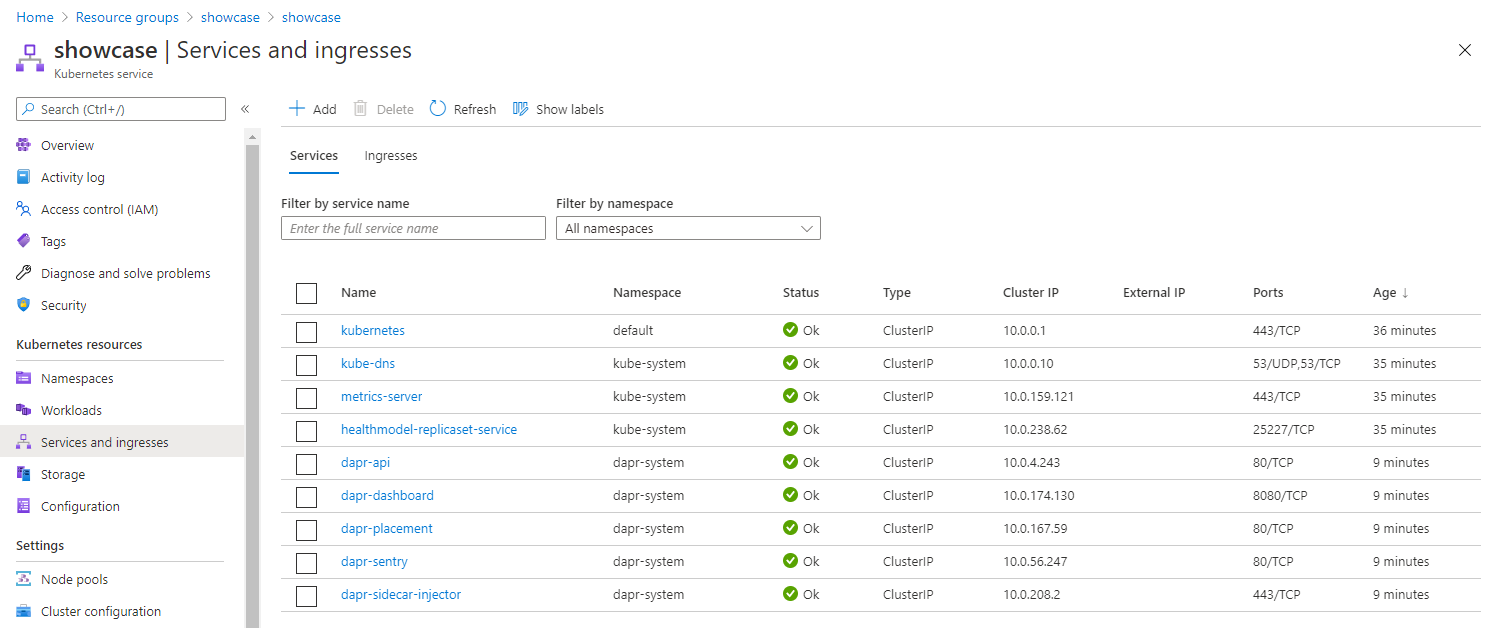 Home > Resource groups > showcase > showcase
showcase | Services and ingresses
Kubernetes service
Search (Ctrl+/)
«
Overview
Activity log
Access control (IAM)
Tags
Diagnose and solve problems
Security
Kubernetes resources
Namespaces
Workloads
Services and ingresses
Storage
Configuration
Settings
Node pools
Cluster configuration
Add Delete Refresh Show labels
Services Ingresses
Filter by service name Filter by namespace
Enter the full service name All namespaces
Name Namespace Status Type Cluster IP External IP Ports Age ↓
kubernetes default Ok ClusterIP 10.0.0.1 443/TCP 36 minutes
kube-dns kube-system Ok ClusterIP 10.0.0.10 53/UDP,53/TCP 35 minutes
metrics-server kube-system Ok ClusterIP 10.0.159.121 443/TCP 35 minutes
healthmodel-replicaset-service kube-system Ok ClusterIP 10.0.238.62 25227/TCP 35 minutes
dapr-api dapr-system Ok ClusterIP 10.0.4.243 80/TCP 9 minutes
dapr-dashboard dapr-system Ok ClusterIP 10.0.174.130 8080/TCP 9 minutes
dapr-placement dapr-system Ok ClusterIP 10.0.167.59 80/TCP 9 minutes
dapr-sentry dapr-system Ok ClusterIP 10.0.56.247 80/TCP 9 minutes
dapr-sidecar-injector dapr-system Ok ClusterIP 10.0.208.2 443/TCP 9 minutes